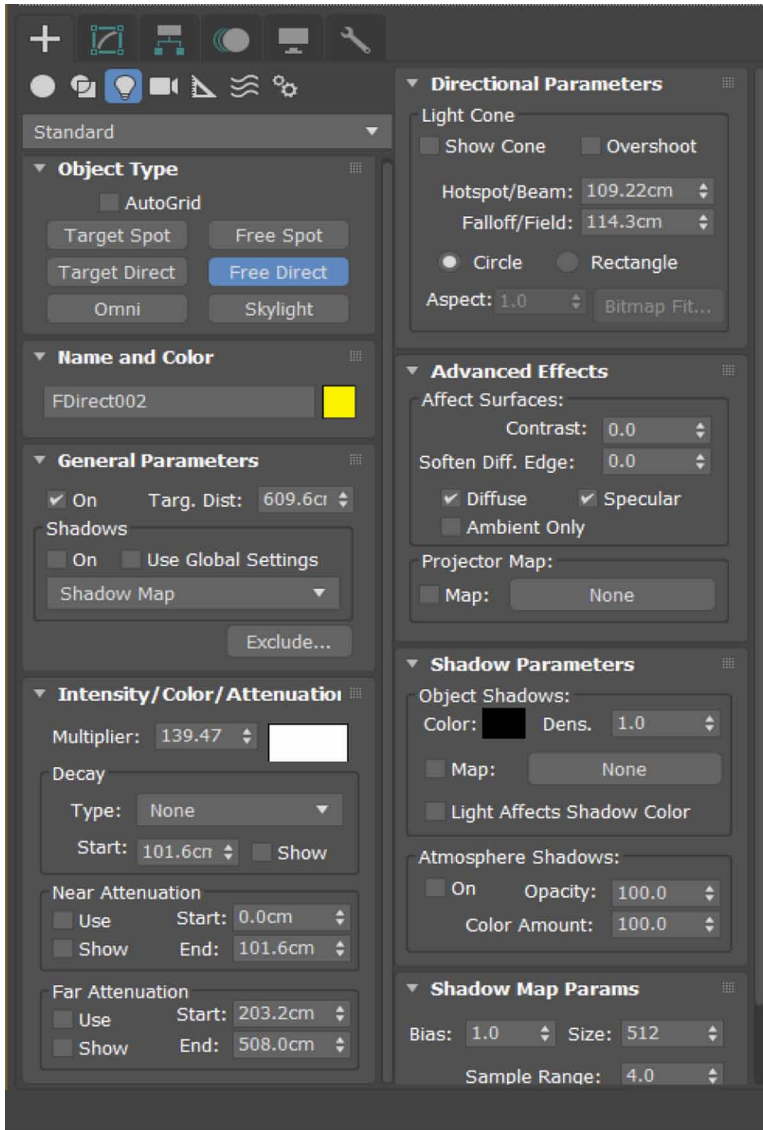 Standard
Object Type
AutoGrid
Target Spot Free Spot
Target Direct Free Direct
Omni Skylight
Name and Color
FDirect002
General Parameters
On Targ. Dist: 609.6cr
Shadows
On Use Global Settings
Shadow Map
Exclude...
Intensity/Color/Attenuation
Multiplier: 139.47
Decay
Type: None
Start: 101.6cm Show
Near Attenuation
Use Start: 0.0cm
Show End: 101.6cm
Far Attenuation
Use Start: 203.2cm
Show End: 508.0cm
Directional Parameters
Light Cone
Show Cone Overshoot
Hotspot/Beam: 109.22cm
Falloff/Field: 114.3cm
Circle Rectangle
Aspect: 1.0 Bitmap Fit...
Advanced Effects
Affect Surfaces:
Contrast: 0.0
Soften Diff. Edge: 0.0
Diffuse Specular
Ambient Only
Projector Map:
Map: None
Shadow Parameters
Object Shadows:
Color: Dens. 1.0
Map: None
Light Affects Shadow Color
Atmosphere Shadows:
On Opacity: 100.0
Color Amount: 100.0
Shadow Map Params
Bias: 1.0 Size: 512
Sample Range: 4.0